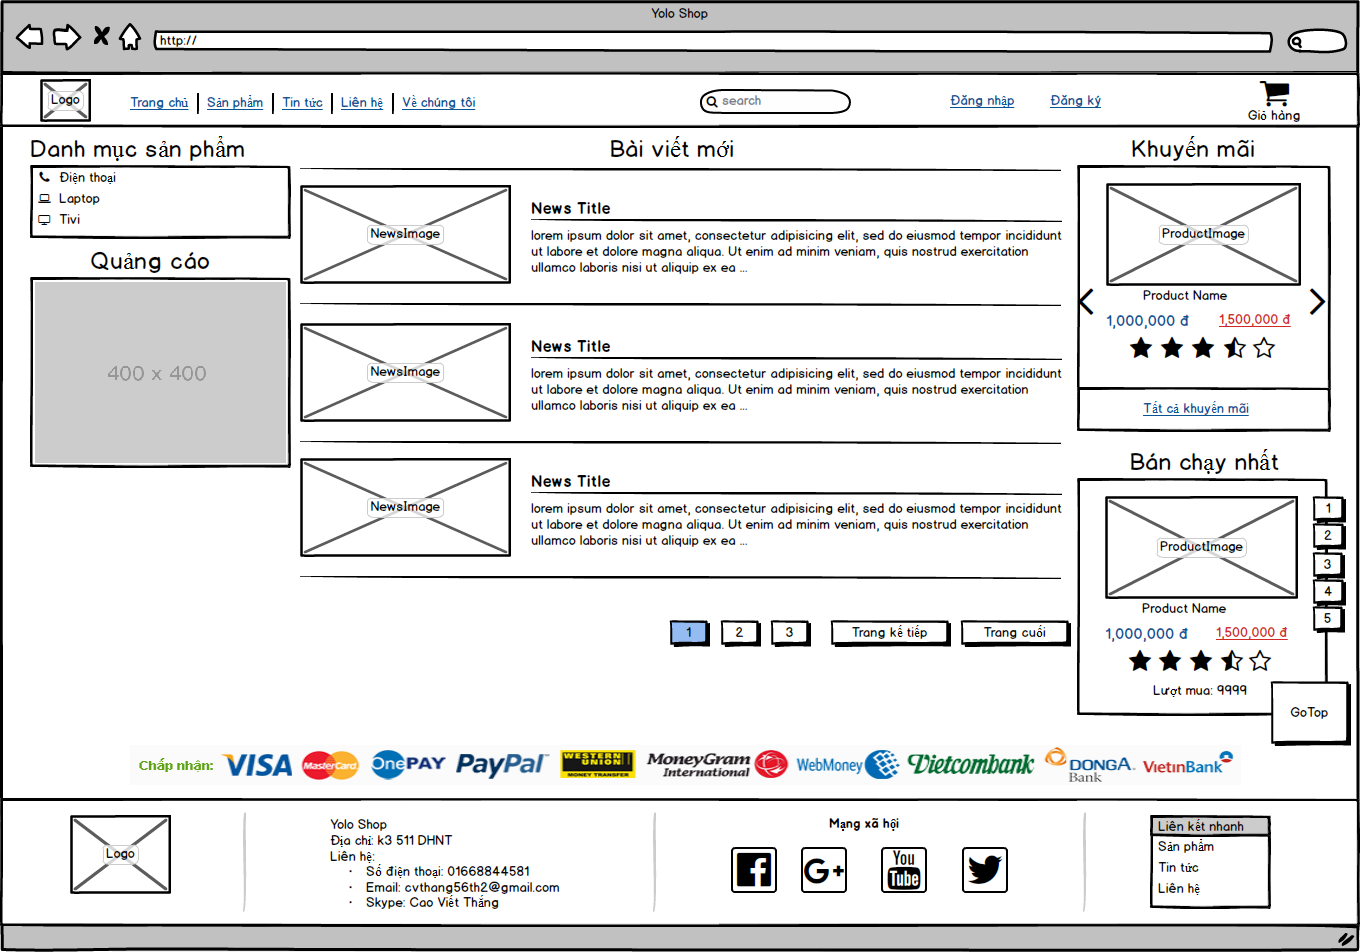 Yolo Shop
http://
Logo
Trang chủ
Sản phẩm
Tin tức
Liên hệ
Về chúng tôi
search
Đăng nhập
Đăng ký
Giỏ hàng
Danh mục sản phẩm
Điện thoại
Laptop
Tivi
Quảng cáo
400 x 400
Bài viết mới
NewsImage
News Title
lorem ipsum dolor sit amet, consectetur adipisicing elit, sed do eiusmod tempor incididunt
ut labore et dolore magna aliqua. Ut enim ad minim veniam, quis nostrud exercitation
ullamco laboris nisi ut aliquip ex ea ...
NewsImage
News Title
lorem ipsum dolor sit amet, consectetur adipisicing elit, sed do eiusmod tempor incididunt
ut labore et dolore magna aliqua. Ut enim ad minim veniam, quis nostrud exercitation
ullamco laboris nisi ut aliquip ex ea ...
NewsImage
News Title
lorem ipsum dolor sit amet, consectetur adipisicing elit, sed do eiusmod tempor incididunt
ut labore et dolore magna aliqua. Ut enim ad minim veniam, quis nostrud exercitation
ullamco laboris nisi ut aliquip ex ea ...
1
2
3
Trang kế tiếp
Trang cuối
Khuyến mãi
ProductImage
Product Name
1,000,000 đ
1,500,000 đ
Tất cả khuyến mãi
Bán chạy nhất
ProductImage
Product Name
1,000,000 đ
1,500,000 đ
Lượt mua: 9999
1
2
3
4
5
GoTop
Chấp nhận:
VISA
MasterCard
OnePAY
PayPal
WESTERN UNION
MONEY TRANSFER
MoneyGram
International
WebMoney
Vietcombank
DONGA
Bank
VietinBank
Logo
Yolo Shop
Địa chỉ: k3 511 DHNT
Liên hệ:
• Số điện thoại: 01668844581
• Email: cvthang56th2@gmail.com
• Skype: Cao Viết Thắng
Mạng xã hội
G+
You
Tube
Liên kết nhanh
Sản phẩm
Tin tức
Liên hệ